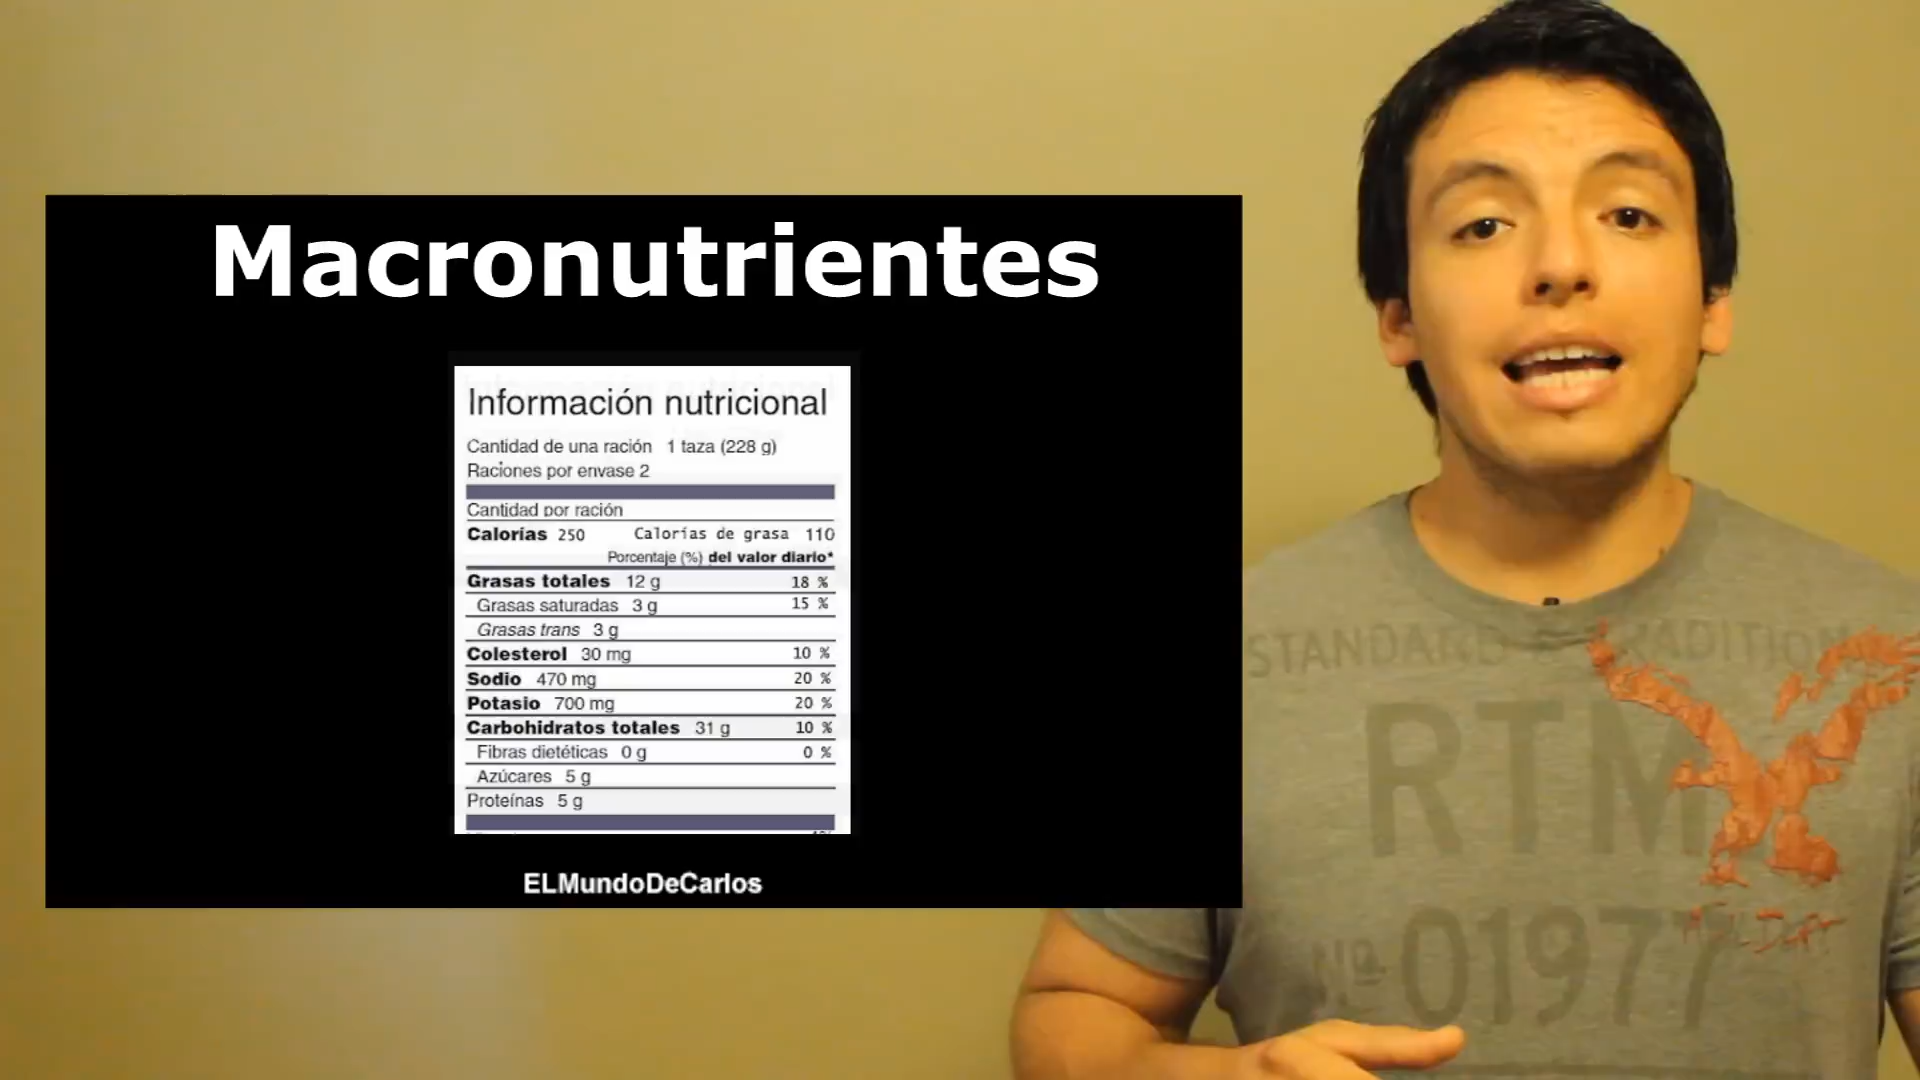 Macronutrientes
Información nutricional
Cantidad de una ración 1 taza (228 g)
Raciones por envase 2
Cantidad por ración
Calorías 250 Calorías de grasa 110
Porcentaje (%) del valor diario*
Grasas totales 12 g 18 %
Grasas saturadas 3 g 15 %
Grasas trans 3 g
Colesterol 30 mg 10 %
Sodio 470 mg 20 %
Potasio 700 mg 20 %
Carbohidratos totales 31 g 10 %
Fibras dietéticas 0 g 0 %
Azúcares 5 g
Proteínas 5 g
ELMundoDeCarlos
STANDARD TRADITION
RTM
No 01977